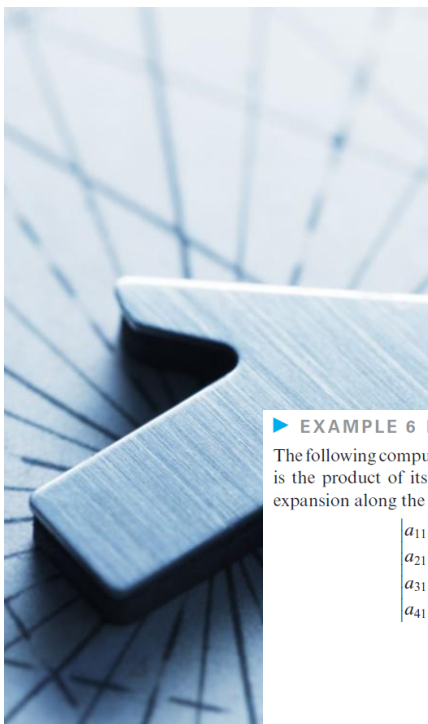 ▶ EXAMPLE 6
The following compu
is the product of its
expansion along the
a11
a21
a31
a41